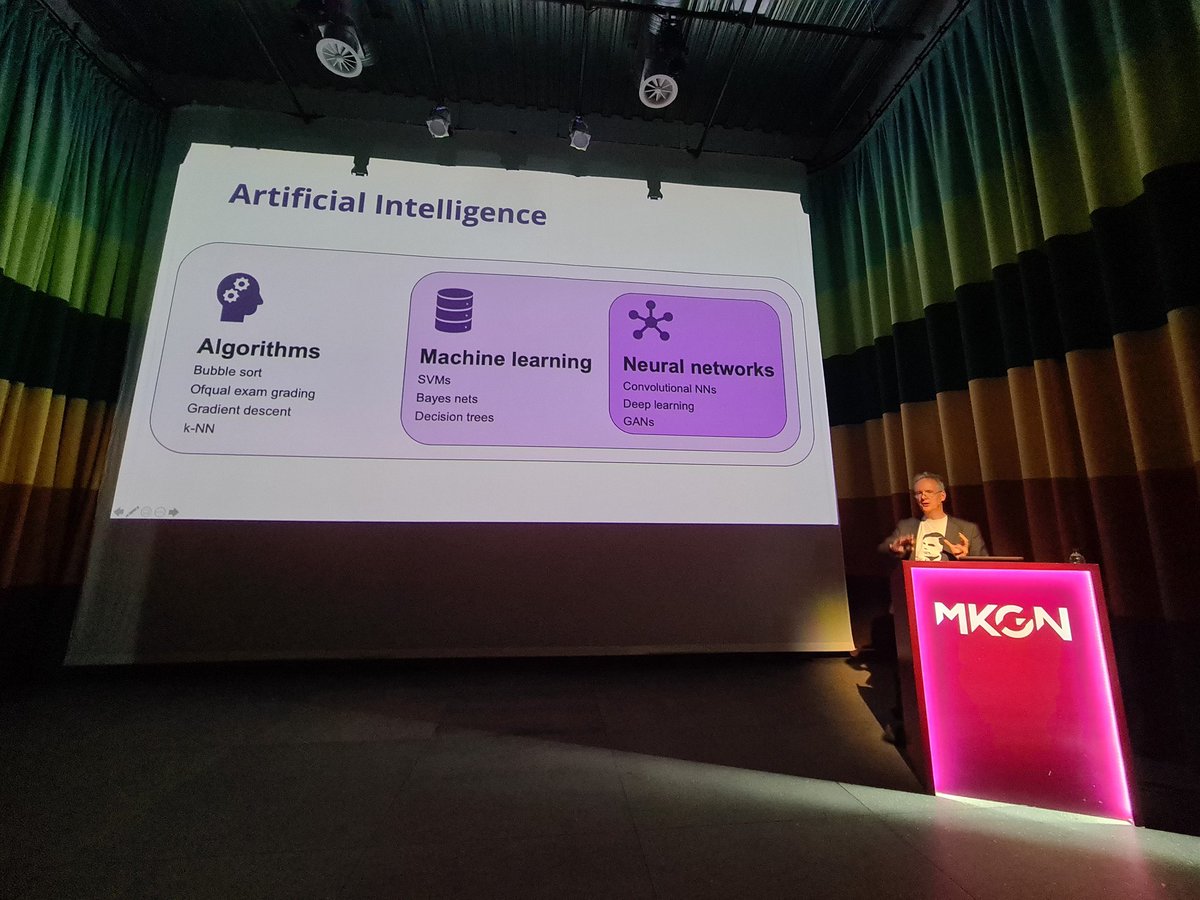 Artificial Intelligence
Algorithms
Bubble sort
Ofqual exam grading
Gradient descent
k-NN
Machine learning
SVMs
Bayes nets
Decision trees
Neural networks
Convolutional NNs
Deep learning
GANs
MKGN